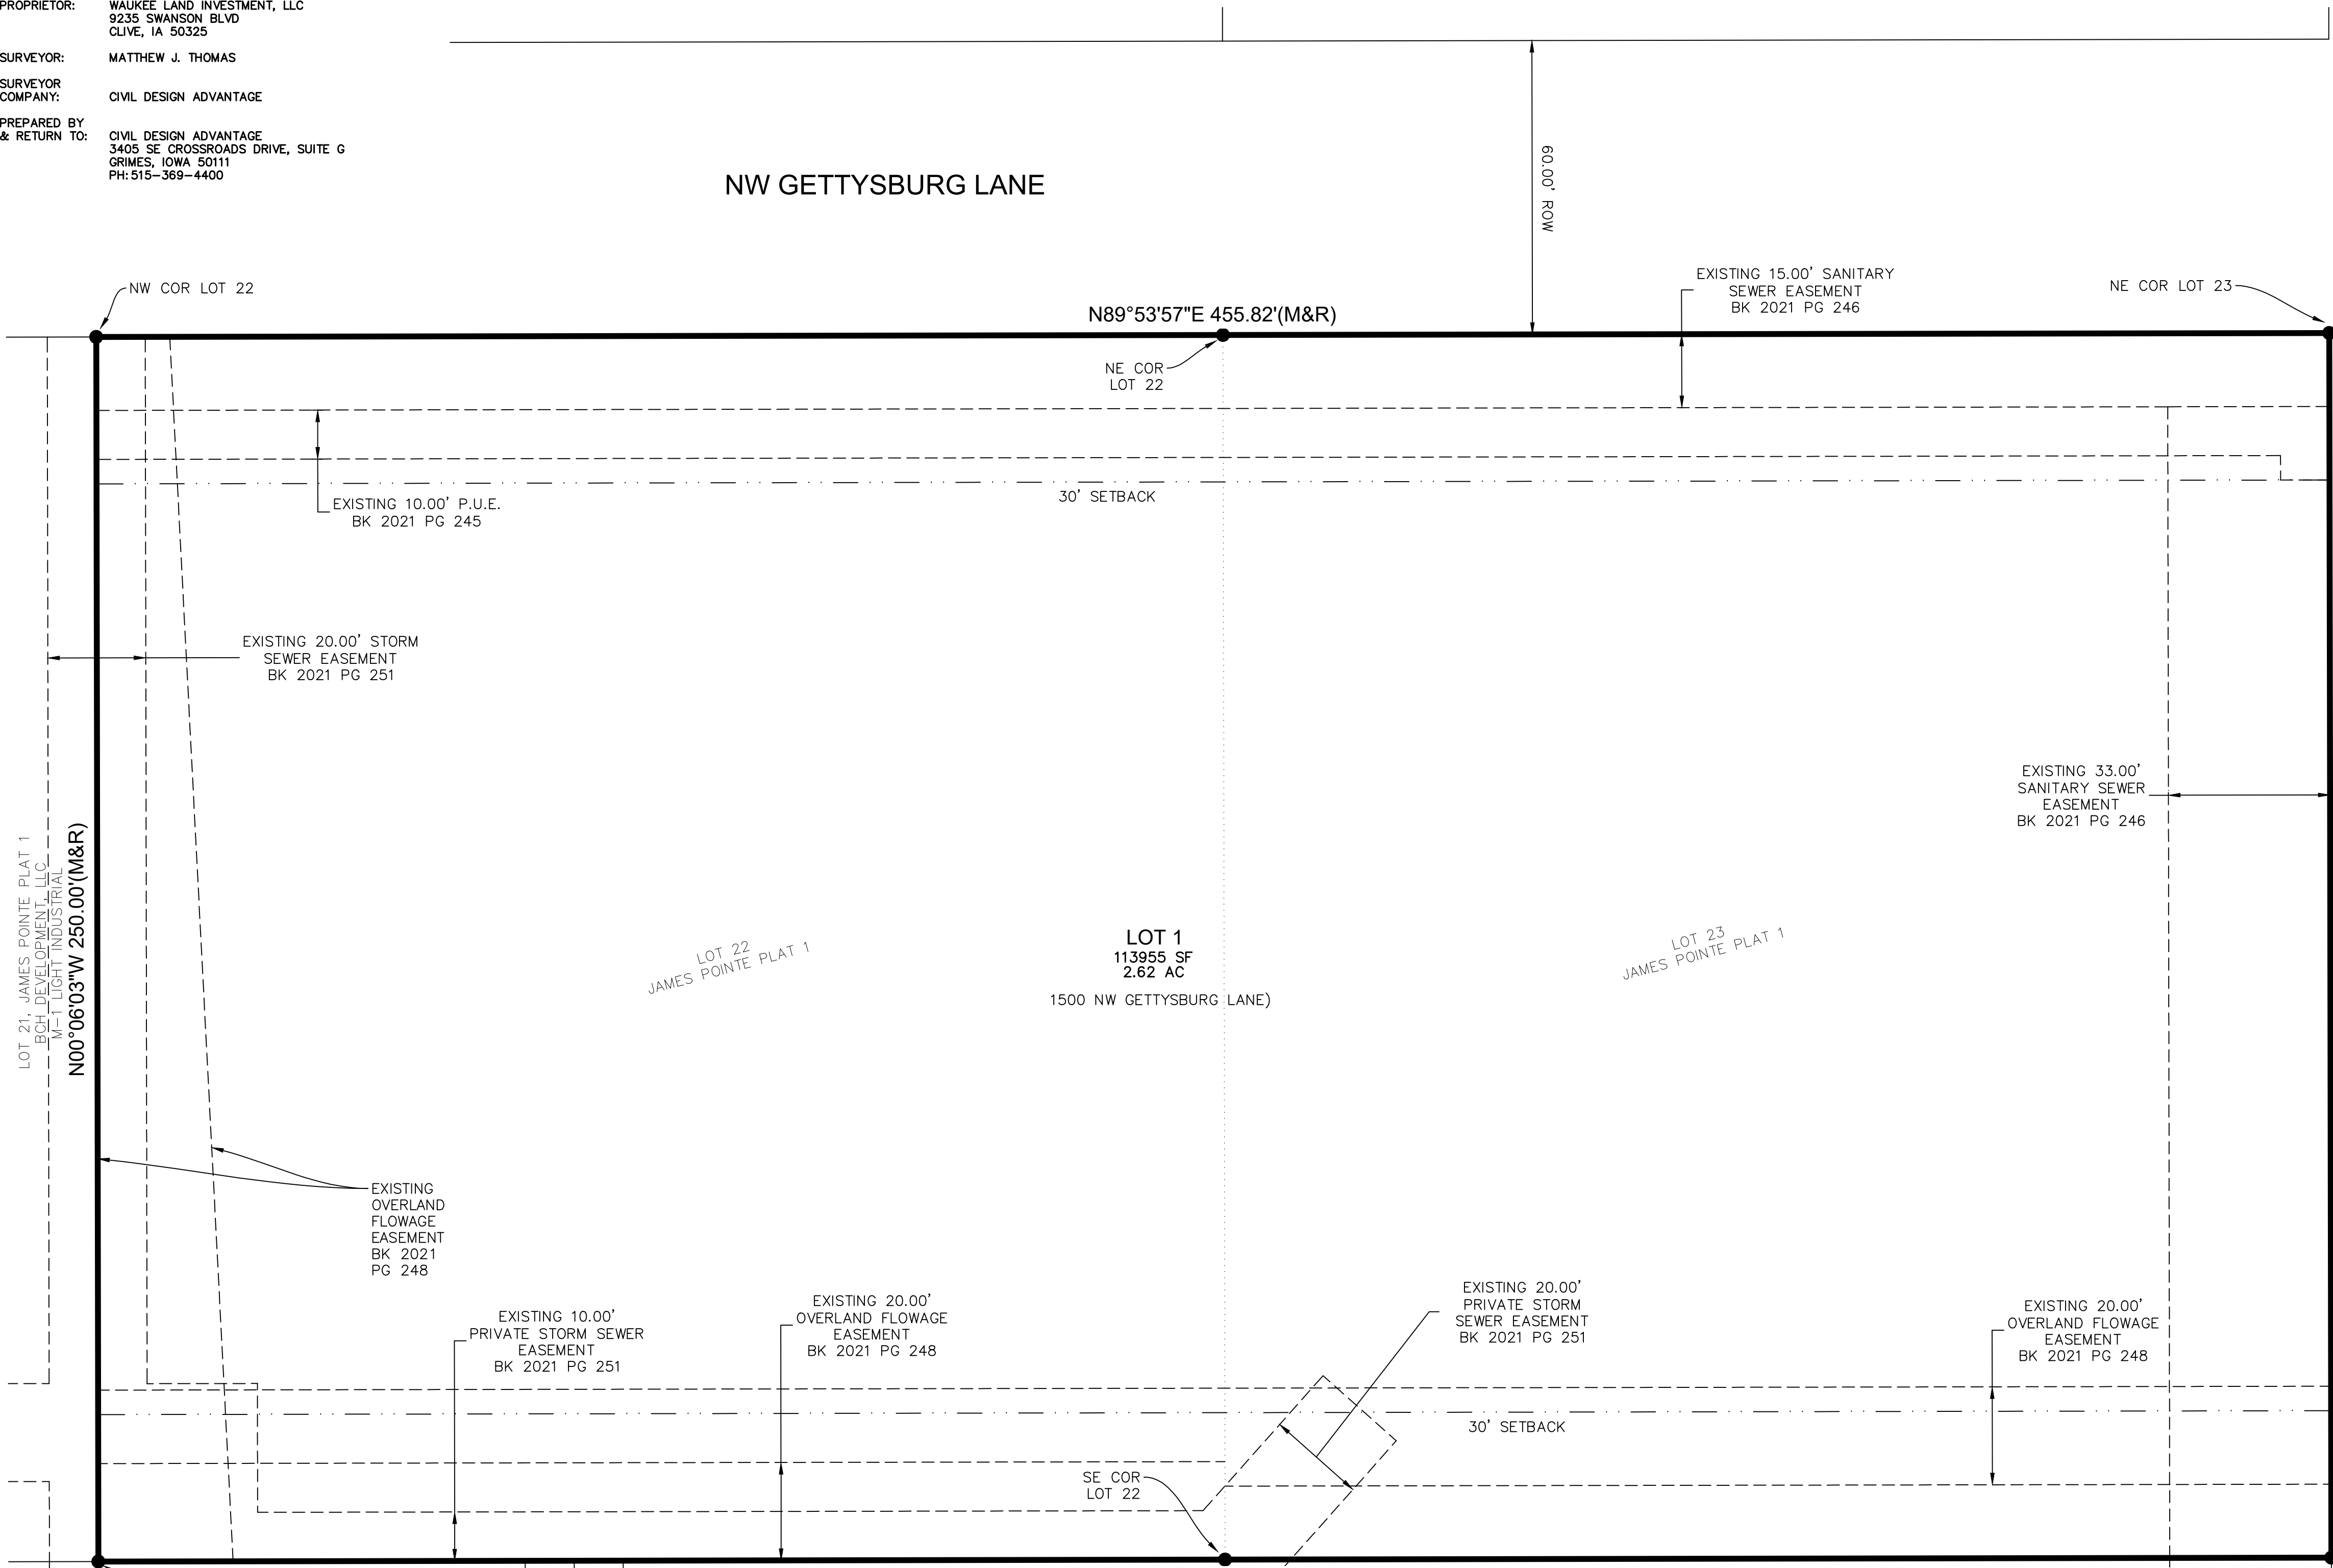 PROPRIETOR: WAUKEE LAND INVESTMENT, LLC
9235 SWANSON BLVD
CLIVE, IA 50325
SURVEYOR: MATTHEW J. THOMAS
SURVEYOR
COMPANY: CIVIL DESIGN ADVANTAGE
PREPARED BY
& RETURN TO: CIVIL DESIGN ADVANTAGE
3405 SE CROSSROADS DRIVE, SUITE G
GRIMES, IOWA 50111
PH: 515-369-4400
NW GETTYSBURG LANE
60.00' ROW
NW COR LOT 22
N89°53'57"E 455.82'(M&R)
EXISTING 15.00' SANITARY
SEWER EASEMENT
BK 2021 PG 246
NE COR LOT 23
NE COR
LOT 22
30' SETBACK
EXISTING 10.00' P.U.E.
BK 2021 PG 245
EXISTING 20.00' STORM
SEWER EASEMENT
BK 2021 PG 251
EXISTING 33.00'
SANITARY SEWER
EASEMENT
BK 2021 PG 246
LOT 21, JAMES POINTE PLAT 1
BCH DEVELOPMENT, LLC
M-1 LIGHT INDUSTRIAL
N00°06'03"W 250.00'(M&R)
LOT 22
JAMES POINTE PLAT 1
LOT 1
113955 SF
2.62 AC
1500 NW GETTYSBURG LANE)
LOT 23
JAMES POINTE PLAT 1
EXISTING
OVERLAND
FLOWAGE
EASEMENT
BK 2021
PG 248
EXISTING 10.00'
PRIVATE STORM SEWER
EASEMENT
BK 2021 PG 251
EXISTING 20.00'
OVERLAND FLOWAGE
EASEMENT
BK 2021 PG 248
EXISTING 20.00'
PRIVATE STORM
SEWER EASEMENT
BK 2021 PG 251
EXISTING 20.00'
OVERLAND FLOWAGE
EASEMENT
BK 2021 PG 248
30' SETBACK
SE COR
LOT 22